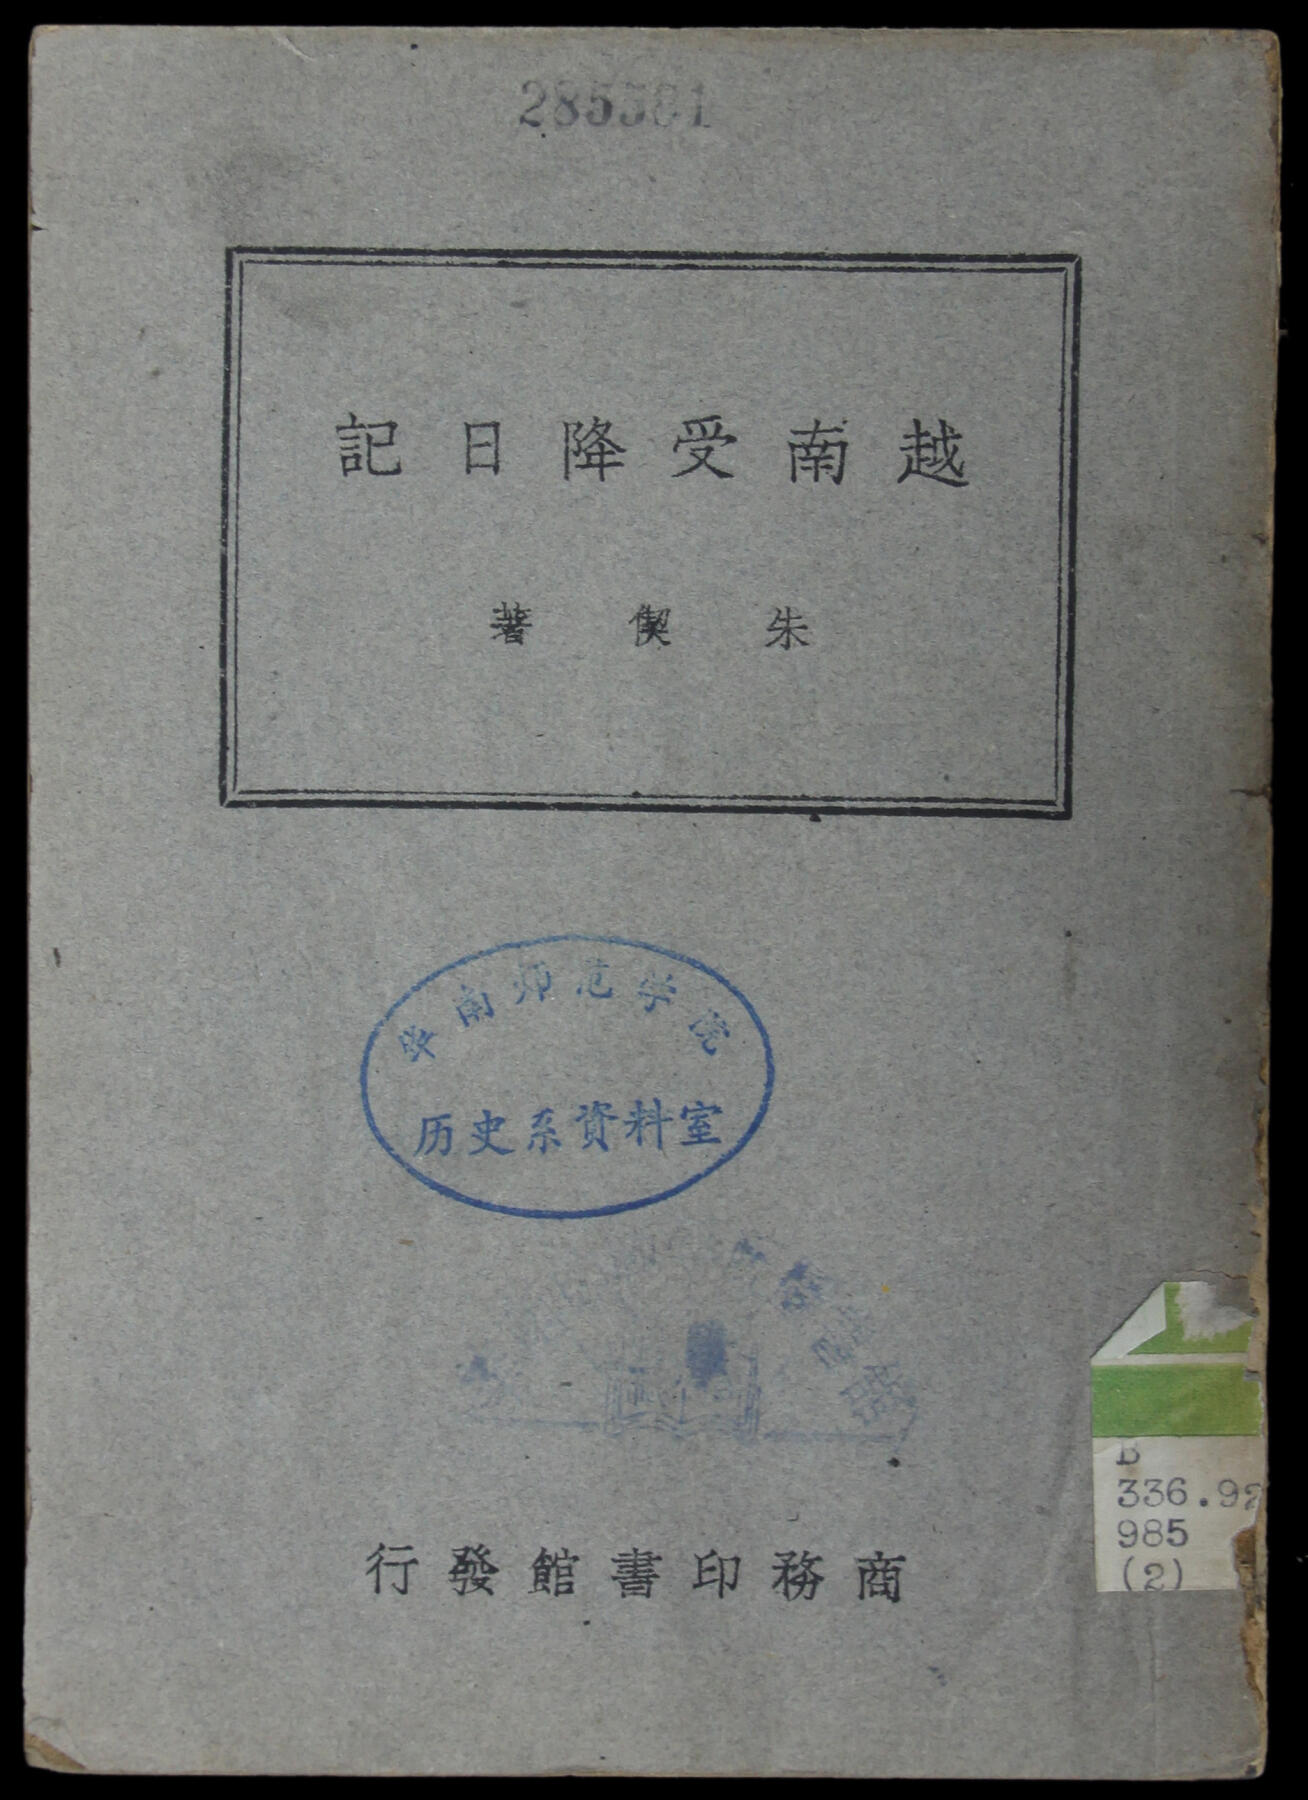 越南受降日記
朱偰著
华南师范学院
历史系資料室
商務印書館發行
B
336.92
985
(2)